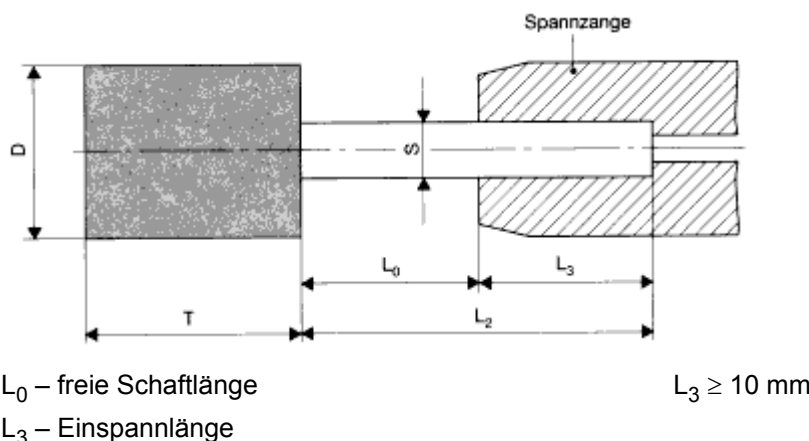 Spannzange
D
S
L₀
L₃
T
L₂
L₀ – freie Schaftlänge
L₃ ≥ 10 mm
L₃ – Einspannlänge